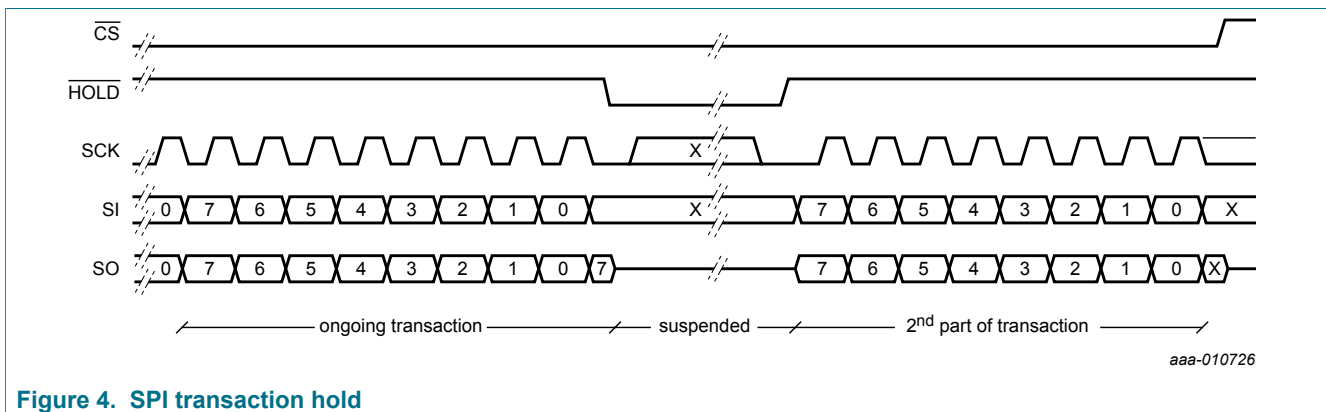 CS
HOLD
SCK X
SI 0 7 6 5 4 3 2 1 0 X 7 6 5 4 3 2 1 0 X
SO 0 7 6 5 4 3 2 1 0 7 7 6 5 4 3 2 1 0 X
ongoing transaction suspended 2nd part of transaction
aaa-010726
Figure 4. SPI transaction hold